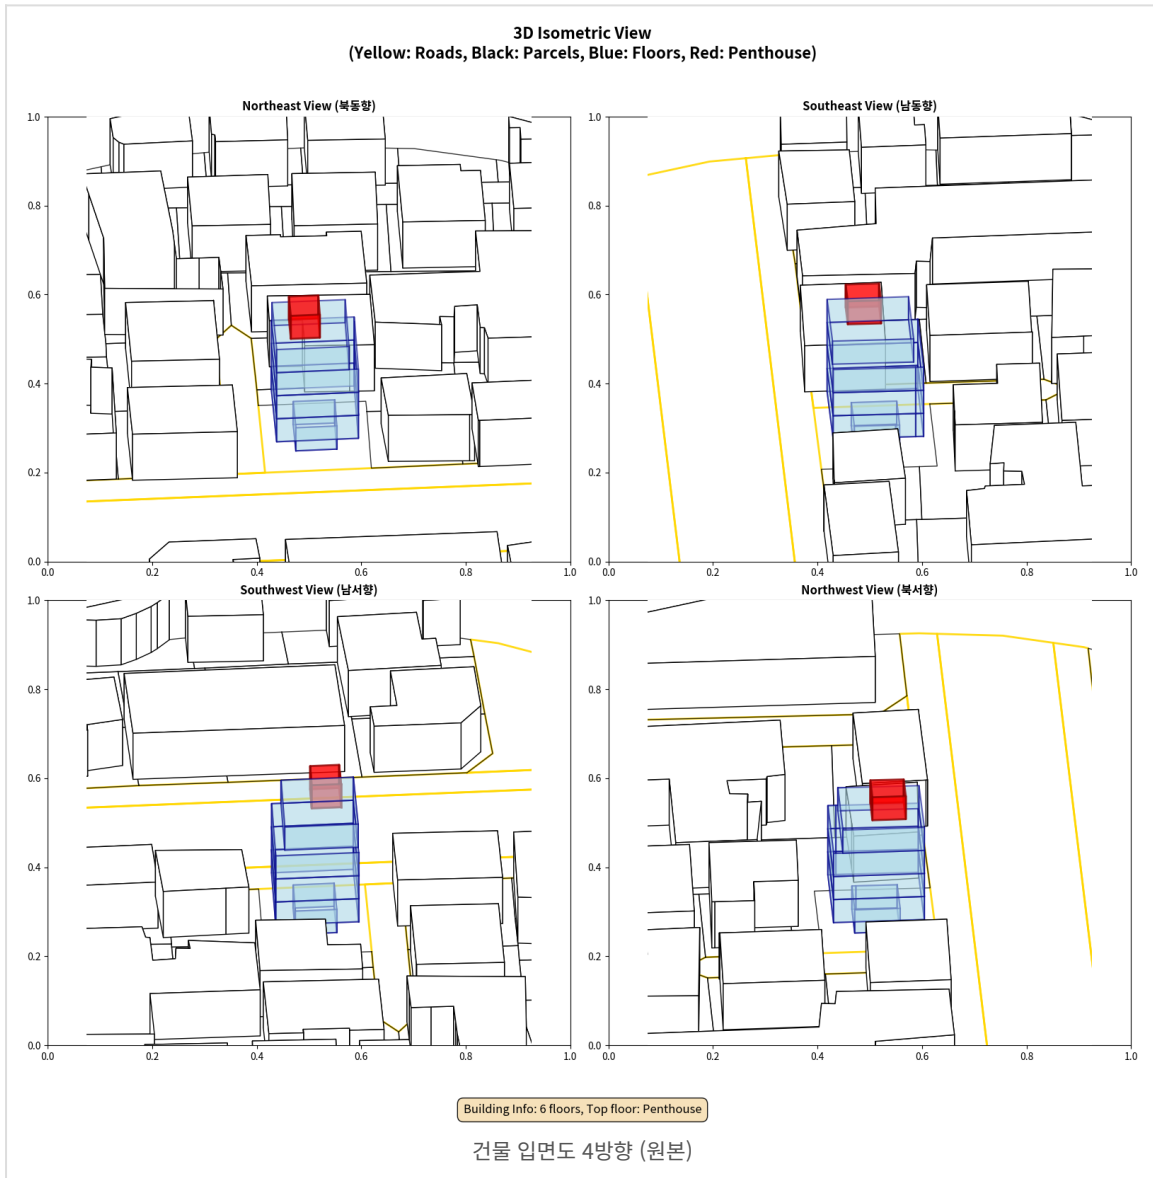 3D Isometric View
(Yellow: Roads, Black: Parcels, Blue: Floors, Red: Penthouse)
Northeast View (북동향)
1.0
0.8
0.6
0.4
0.2
0.0
0.0 0.2 0.4 0.6 0.8 1.0
Southeast View (남동향)
1.0
0.8
0.6
0.4
0.2
0.0
0.0 0.2 0.4 0.6 0.8 1.0
Southwest View (남서향)
1.0
0.8
0.6
0.4
0.2
0.0
0.0 0.2 0.4 0.6 0.8 1.0
Northwest View (북서향)
1.0
0.8
0.6
0.4
0.2
0.0
0.0 0.2 0.4 0.6 0.8 1.0
Building Info: 6 floors, Top floor: Penthouse
건물 입면도 4방향 (원본)